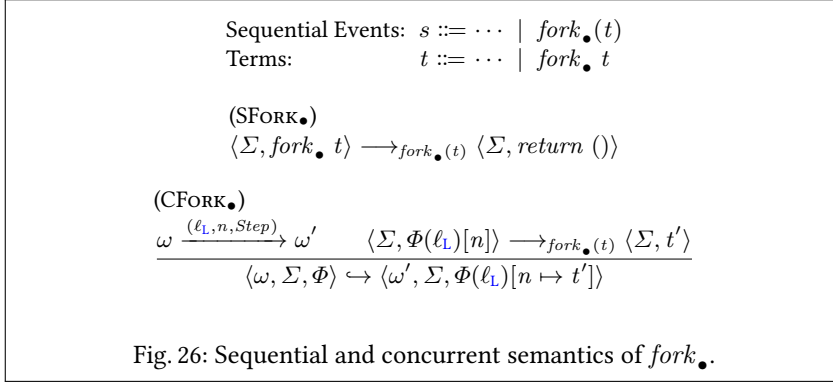 Sequential Events: s ::= ⋯ | fork●(t)
Terms: t ::= ⋯ | fork● t
(SFORK●)
⟨Σ, fork● t⟩ ⟶fork●(t) ⟨Σ, return ()⟩
(CFORK●)
ω —(ℓL,n,Step)→ ω′ ⟨Σ, Φ(ℓL)[n]⟩ ⟶fork●(t) ⟨Σ, t′⟩
⟨ω, Σ, Φ⟩ ↪ ⟨ω′, Σ, Φ(ℓL)[n ↦ t′]⟩
Fig. 26: Sequential and concurrent semantics of fork●.